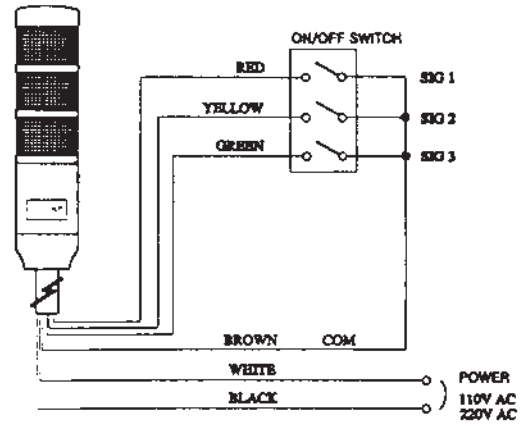 ON/OFF SWITCH
RED
SIG 1
YELLOW
SIG 2
GREEN
SIG 3
BROWN COM
WHITE
POWER
BLACK
110V AC
220V AC